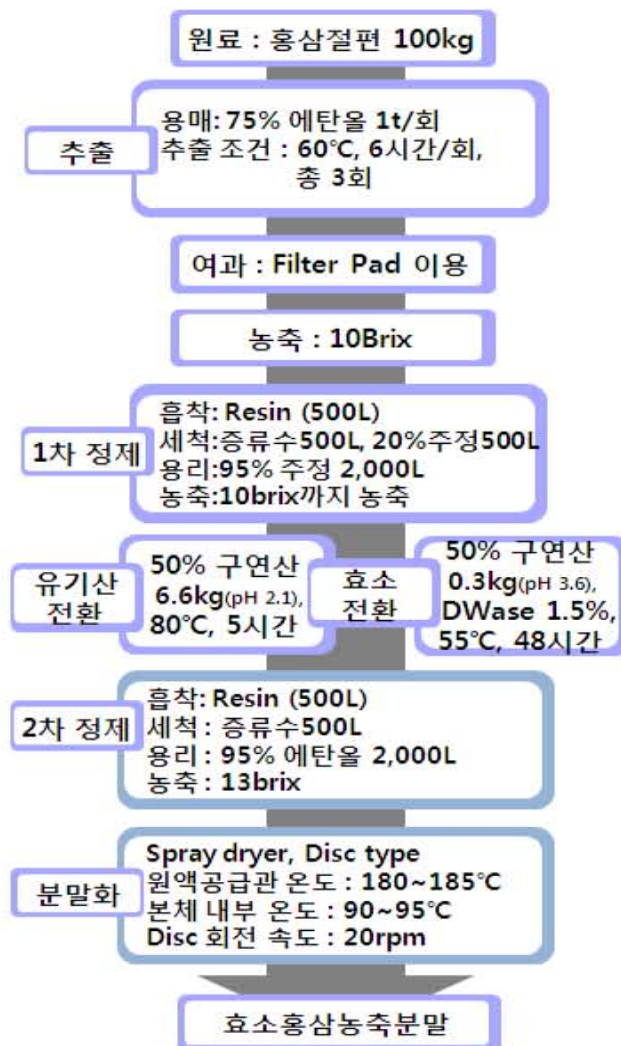 원료 : 홍삼절편 100kg
추출
용매: 75% 에탄올 1t/회
추출 조건 : 60℃, 6시간/회,
총 3회
여과 : Filter Pad 이용
농축 : 10Brix
1차 정제
흡착: Resin (500L)
세척:증류수500L, 20%주정500L
용리:95% 주정 2,000L
농축:10brix까지 농축
유기산
전환
50% 구연산
6.6kg(pH 2.1),
80℃, 5시간
효소
전환
50% 구연산
0.3kg(pH 3.6),
DWase 1.5%,
55℃, 48시간
2차 정제
흡착: Resin (500L)
세척 : 증류수500L
용리 : 95% 에탄올 2,000L
농축 : 13brix
분말화
Spray dryer, Disc type
원액공급관 온도 : 180~185℃
본체 내부 온도 : 90~95℃
Disc 회전 속도 : 20rpm
효소홍삼농축분말